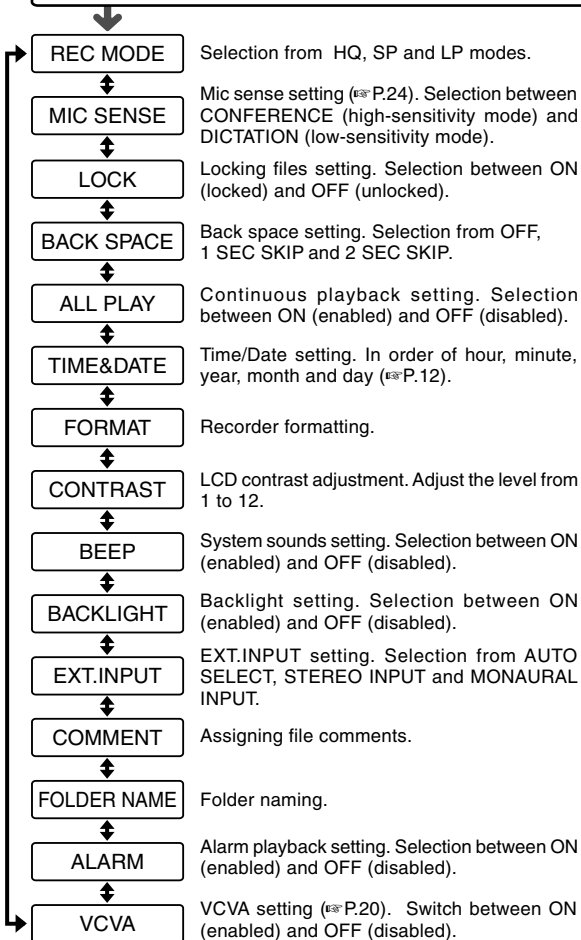 REC MODE
Selection from HQ, SP and LP modes.
MIC SENSE
Mic sense setting (☞P.24). Selection between
CONFERENCE (high-sensitivity mode) and
DICTATION (low-sensitivity mode).
LOCK
Locking files setting. Selection between ON
(locked) and OFF (unlocked).
BACK SPACE
Back space setting. Selection from OFF,
1 SEC SKIP and 2 SEC SKIP.
ALL PLAY
Continuous playback setting. Selection
between ON (enabled) and OFF (disabled).
TIME&DATE
Time/Date setting. In order of hour, minute,
year, month and day (☞P.12).
FORMAT
Recorder formatting.
CONTRAST
LCD contrast adjustment. Adjust the level from
1 to 12.
BEEP
System sounds setting. Selection between ON
(enabled) and OFF (disabled).
BACKLIGHT
Backlight setting. Selection between ON
(enabled) and OFF (disabled).
EXT.INPUT
EXT.INPUT setting. Selection from AUTO
SELECT, STEREO INPUT and MONAURAL
INPUT.
COMMENT
Assigning file comments.
FOLDER NAME
Folder naming.
ALARM
Alarm playback setting. Selection between ON
(enabled) and OFF (disabled).
VCVA
VCVA setting (☞P.20). Switch between ON
(enabled) and OFF (disabled).